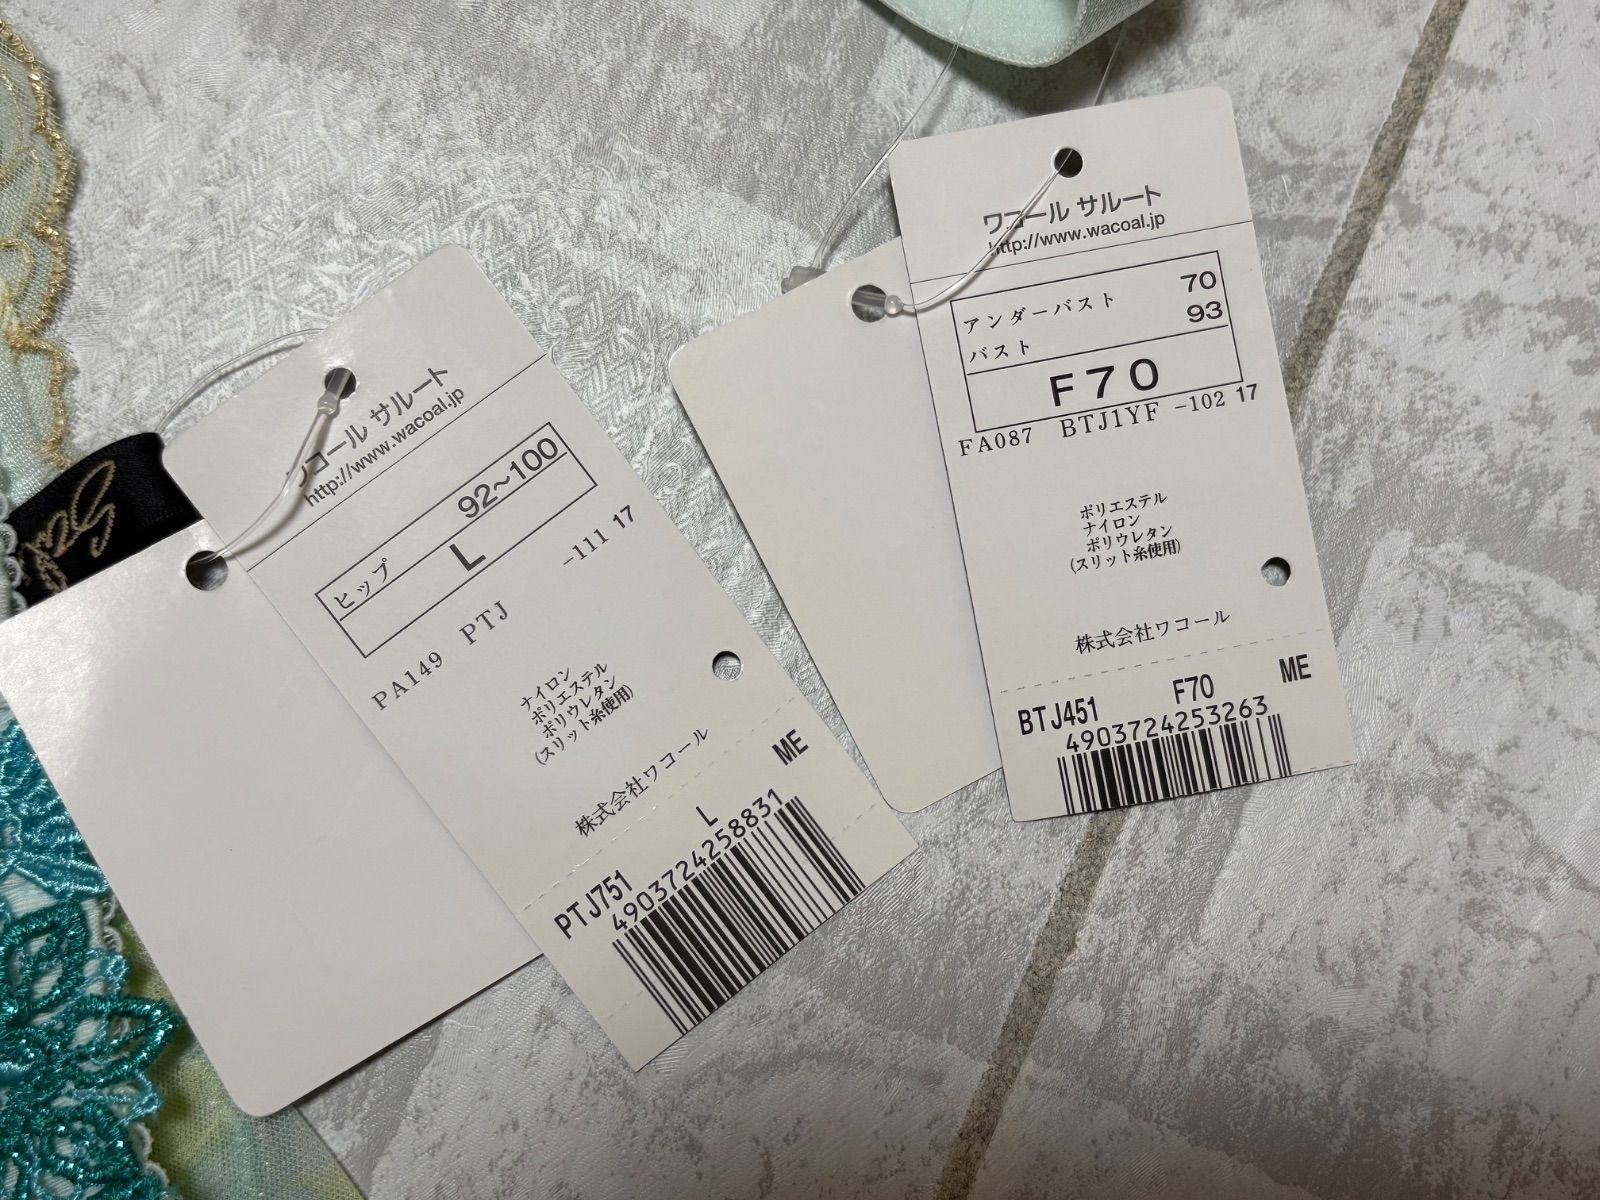 ワコール サルート
http://www.wacoal.jp
ヒップ 92~100
L
PA149 PTJ -111 17
ナイロン
ポリエステル
ポリウレタン
(スリット糸使用)
株式会社ワコール
PTJ751 L ME
4903724258831
ワコール サルート
http://www.wacoal.jp
アンダーバスト 70
バスト 93
F70
FA087 BTJ1YF -102 17
ポリエステル
ナイロン
ポリウレタン
(スリット糸使用)
株式会社ワコール
BTJ451 F70 ME
4903724253263